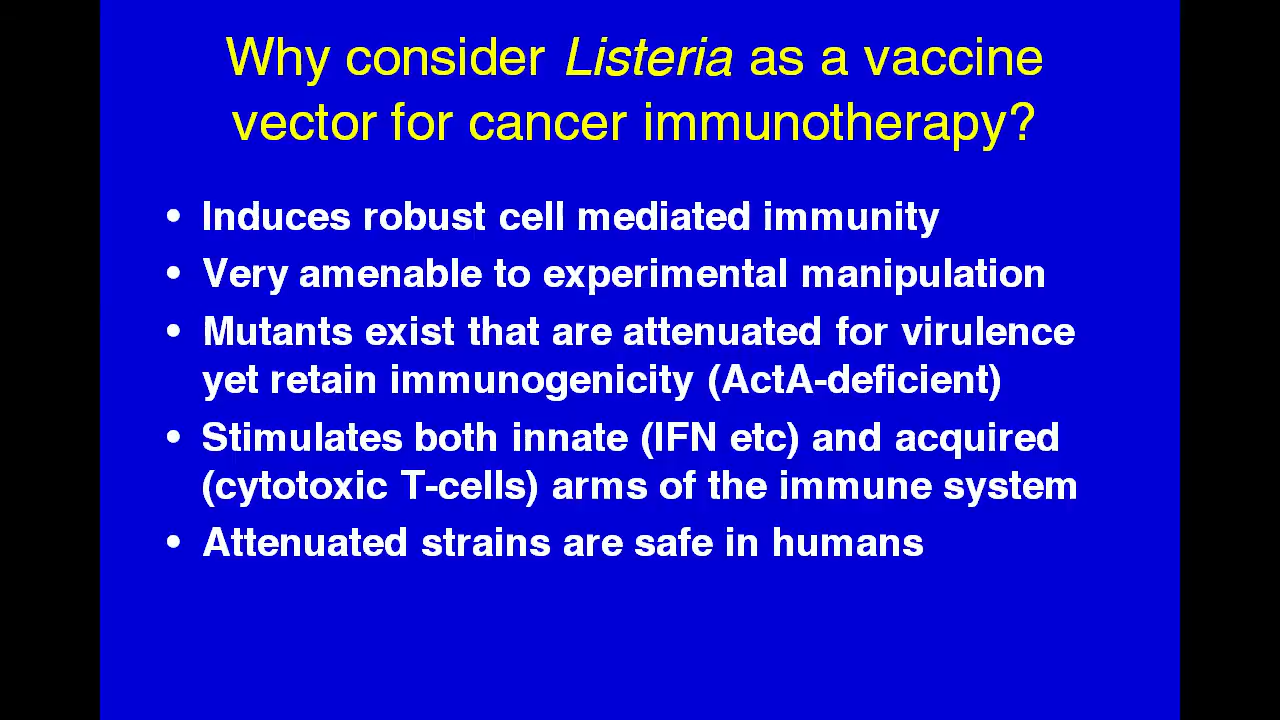 Why consider Listeria as a vaccine
vector for cancer immunotherapy?
• Induces robust cell mediated immunity
• Very amenable to experimental manipulation
• Mutants exist that are attenuated for virulence
yet retain immunogenicity (ActA-deficient)
• Stimulates both innate (IFN etc) and acquired
(cytotoxic T-cells) arms of the immune system
• Attenuated strains are safe in humans